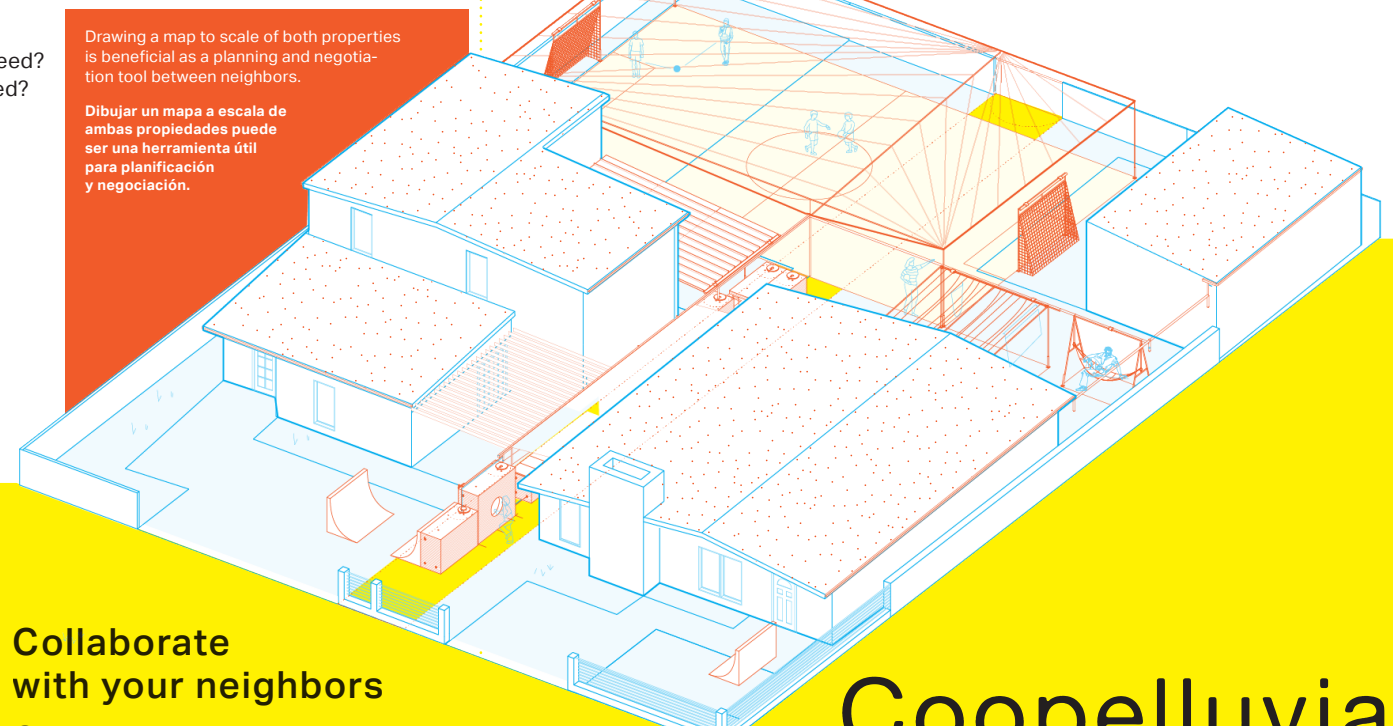 eed?
ed?
Drawing a map to scale of both properties
is beneficial as a planning and negotia-
tion tool between neighbors.
Dibujar un mapa a escala de
ambas propiedades puede
ser una herramienta útil
para planificación
y negociación.
Collaborate
with your neighbors
Coopelluvia